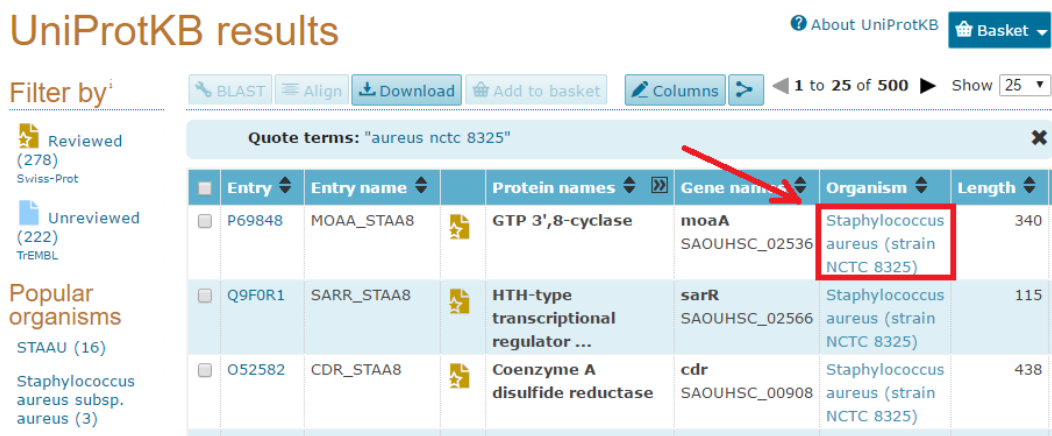 UniProtKB results
About UniProtKB
Basket
Filter by i
BLAST Align Download Add to basket Columns 1 to 25 of 500 Show 25
Reviewed
(278)
Swiss-Prot
Unreviewed
(222)
TrEMBL
Popular
organisms
STAAU (16)
Staphylococcus
aureus subsp.
aureus (3)
Quote terms: "aureus nctc 8325"
Entry Entry name Protein names Gene names Organism Length
P69848 MOAA_STAA8 GTP 3',8-cyclase moaA Staphylococcus 340
SAOUHSC_02536 aureus (strain
NCTC 8325)
Q9F0R1 SARR_STAA8 HTH-type sarR Staphylococcus 115
transcriptional SAOUHSC_02566 aureus (strain
regulator ... NCTC 8325)
O52582 CDR_STAA8 Coenzyme A cdr Staphylococcus 438
disulfide reductase SAOUHSC_00908 aureus (strain
NCTC 8325)